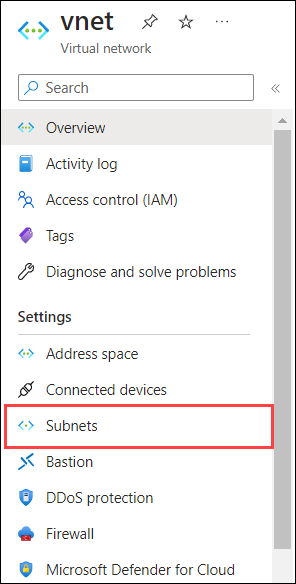 vnet
Virtual network
Search
Overview
Activity log
Access control (IAM)
Tags
Diagnose and solve problems
Settings
Address space
Connected devices
Subnets
Bastion
DDoS protection
Firewall
Microsoft Defender for Cloud